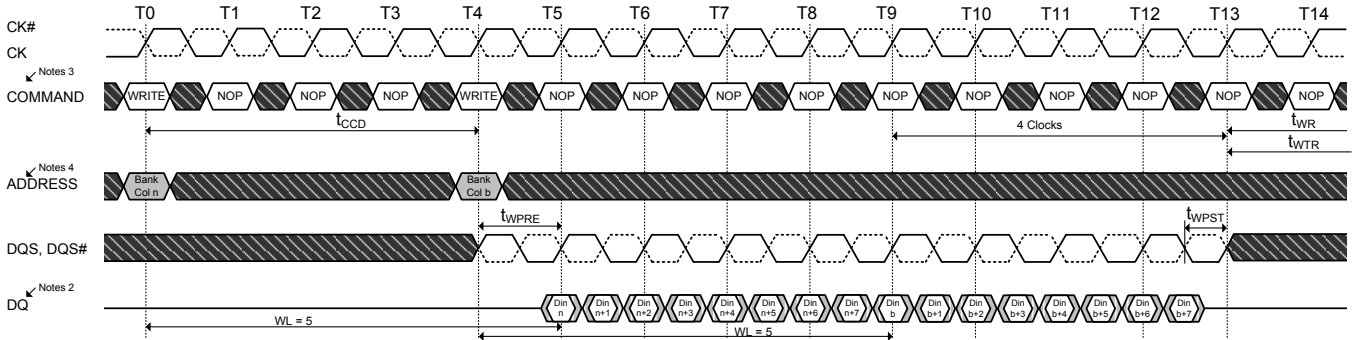 T0 T1 T2 T3 T4 T5 T6 T7 T8 T9 T10 T11 T12 T13 T14
CK#
CK
Notes 3
COMMAND WRITE NOP NOP NOP WRITE NOP NOP NOP NOP NOP NOP NOP NOP NOP NOP
tCCD 4 Clocks tWR
tWTR
Notes 4
ADDRESS Bank Col n Bank Col b
tWPRE tWPST
DQS, DQS#
Notes 2
DQ Din n Din n+1 Din n+2 Din n+3 Din n+4 Din n+5 Din n+6 Din n+7 Din b Din b+1 Din b+2 Din b+3 Din b+4 Din b+5 Din b+6 Din b+7
WL = 5
WL = 5